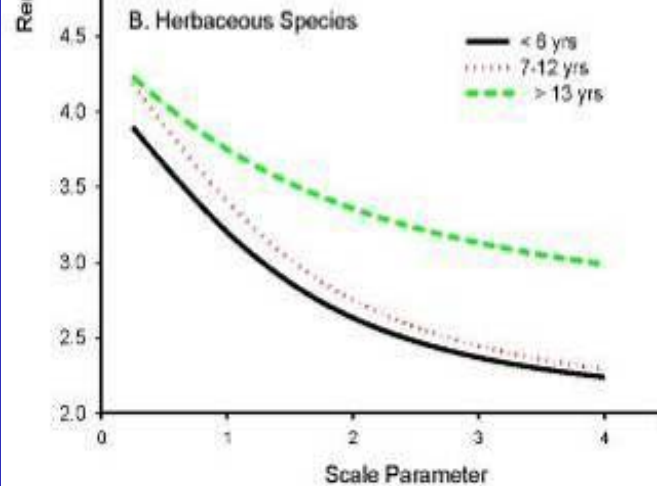 B. Herbaceous Species
4.5
4.0
3.5
3.0
2.5
2.0
< 6 yrs
7-12 yrs
> 13 yrs
0 1 2 3 4
Scale Parameter